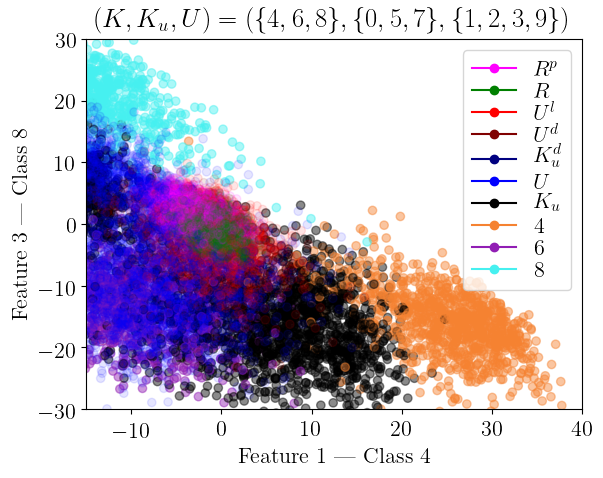 (K, K_u, U) = ({4, 6, 8}, {0, 5, 7}, {1, 2, 3, 9})
30
20
10
0
−10
−20
−30
Feature 3 — Class 8
R^p
R
U^l
U^d
K_u^d
U
K_u
4
6
8
−10
0
10
20
30
40
Feature 1 — Class 4